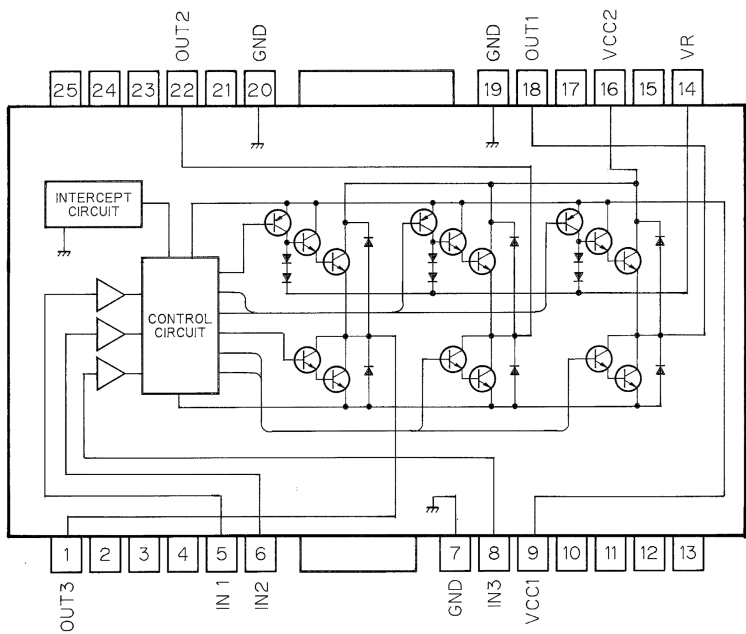 OUT2
GND
GND
OUT1
VCC2
VR
25
24
23
22
21
20
19
18
17
16
15
14
INTERCEPT
CIRCUIT
CONTROL
CIRCUIT
1
2
3
4
5
6
7
8
9
10
11
12
13
OUT3
IN 1
IN2
GND
IN3
VCC1